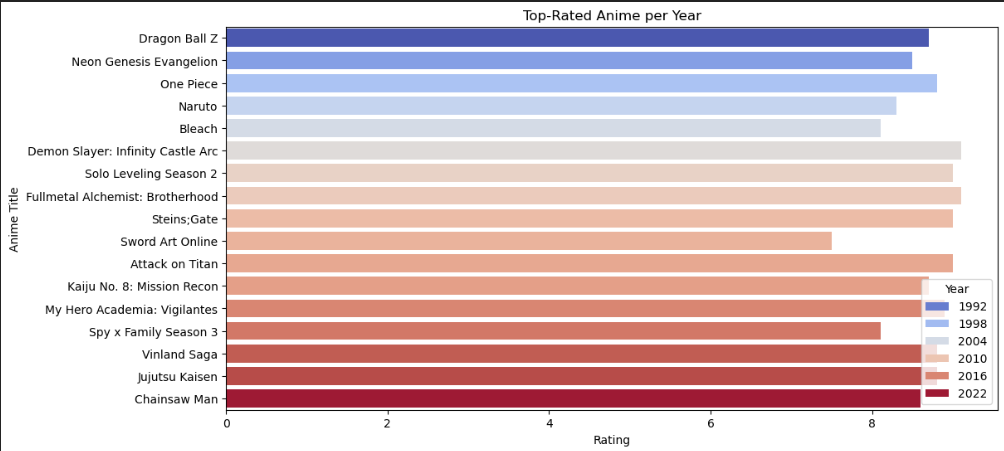 Top-Rated Anime per Year
Anime Title
Dragon Ball Z
Neon Genesis Evangelion
One Piece
Naruto
Bleach
Demon Slayer: Infinity Castle Arc
Solo Leveling Season 2
Fullmetal Alchemist: Brotherhood
Steins;Gate
Sword Art Online
Attack on Titan
Kaiju No. 8: Mission Recon
My Hero Academia: Vigilantes
Spy x Family Season 3
Vinland Saga
Jujutsu Kaisen
Chainsaw Man
Year
1992
1998
2004
2010
2016
2022
0 2 4 6 8
Rating